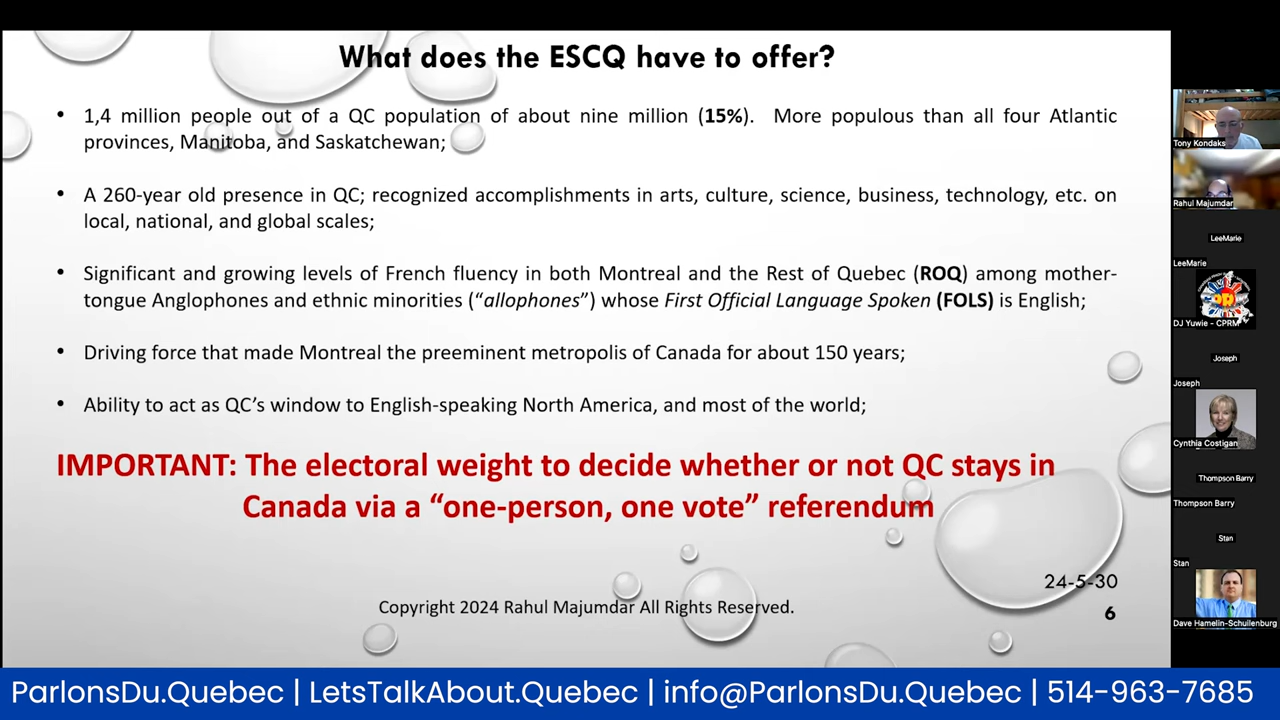 What does the ESCQ have to offer?
• 1,4 million people out of a QC population of about nine million (15%). More populous than all four Atlantic
provinces, Manitoba, and Saskatchewan;
• A 260-year old presence in QC; recognized accomplishments in arts, culture, science, business, technology, etc. on
local, national, and global scales;
• Significant and growing levels of French fluency in both Montreal and the Rest of Quebec (ROQ) among mother-
tongue Anglophones and ethnic minorities (“allophones”) whose First Official Language Spoken (FOLS) is English;
• Driving force that made Montreal the preeminent metropolis of Canada for about 150 years;
• Ability to act as QC’s window to English-speaking North America, and most of the world;
IMPORTANT: The electoral weight to decide whether or not QC stays in
Canada via a “one-person, one vote” referendum
24-5-30
Copyright 2024 Rahul Majumdar All Rights Reserved.
6
Tony Kondaks
Rahul Majumdar
LeeMarie
LeeMarie
DJ Yuwie - CPRM
Joseph
Joseph
Cynthia Costigan
Thompson Barry
Thompson Barry
Stan
Stan
Dave Hamelin-Schuilenburg
ParlonsDu.Quebec | LetsTalkAbout.Quebec | info@ParlonsDu.Quebec | 514-963-7685